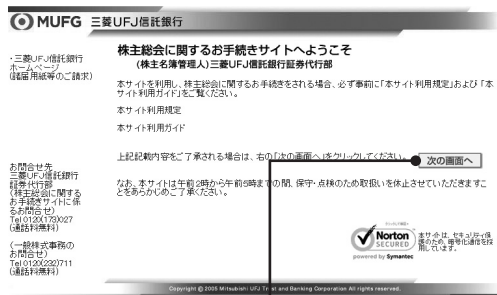 MUFG 三菱UFJ信託銀行
・三菱UFJ信託銀行
ホームページ
(諸届用紙等のご請求)
お問合せ先
三菱UFJ信託銀行
証券代行部
(株主総会に関する
お手続きサイトに係
るお問合せ)
Tel 0120(173)027
(通話料無料)
(一般株式事務の
お問合せ)
Tel 0120(232)711
(通話料無料)
株主総会に関するお手続きサイトへようこそ
(株主名簿管理人)三菱UFJ信託銀行証券代行部
本サイトを利用し、株主総会に関するお手続きをされる場合、必ず事前に「本サイト利用規定」および「本
サイト利用ガイド」をご覧ください。
本サイト利用規定
本サイト利用ガイド
上記記載内容をご了承される場合は、右の「次の画面へ」をクリックしてください。
次の画面へ
なお、本サイトは午前2時から午前5時までの間、保守・点検のため取扱いを休止させていただきますこ
とをあらかじめご了承ください。
Norton
SECURED
powered by Symantec
本サイトは、セキュリティ保
護のため、暗号化通信を採
用しています。
Copyright © 2005 Mitsubishi UFJ Trust and Banking Corporation All rights reserved.